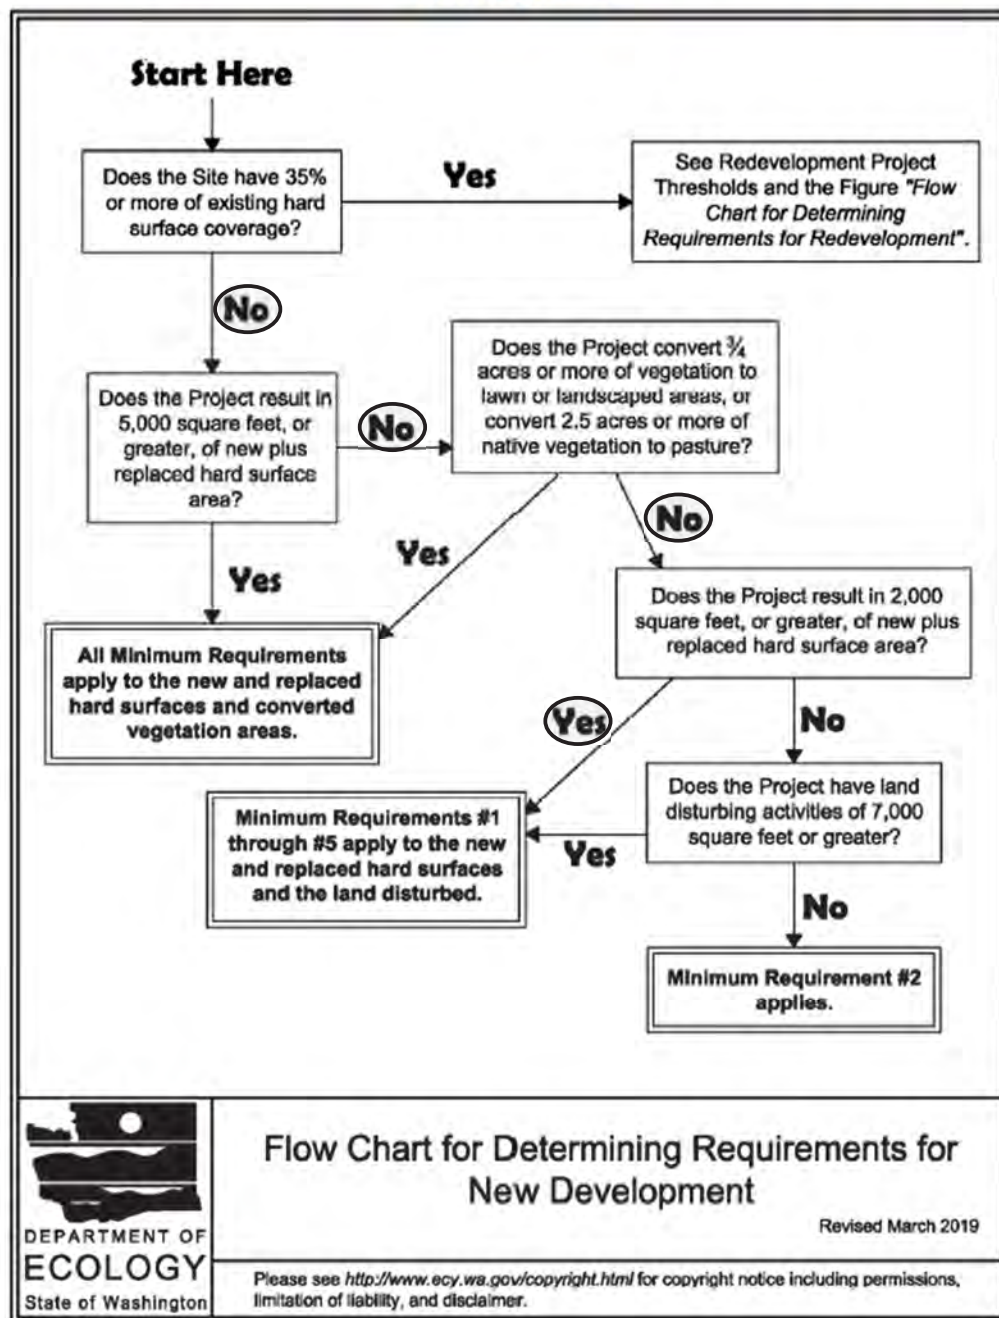 Start Here
Does the Site have 35%
or more of existing hard
surface coverage?
Yes
See Redevelopment Project
Thresholds and the Figure "Flow
Chart for Determining
Requirements for Redevelopment".
No
Does the Project result in
5,000 square feet, or
greater, of new plus
replaced hard surface
area?
No
Does the Project convert ¾
acres or more of vegetation to
lawn or landscaped areas, or
convert 2.5 acres or more of
native vegetation to pasture?
Yes
Yes
No
All Minimum Requirements
apply to the new and replaced
hard surfaces and converted
vegetation areas.
Does the Project result in 2,000
square feet, or greater, of new plus
replaced hard surface area?
Yes
No
Minimum Requirements #1
through #5 apply to the new
and replaced hard surfaces
and the land disturbed.
Yes
Does the Project have land
disturbing activities of 7,000
square feet or greater?
No
Minimum Requirement #2
applies.
DEPARTMENT OF
ECOLOGY
State of Washington
Flow Chart for Determining Requirements for
New Development
Revised March 2019
Please see http://www.ecy.wa.gov/copyright.html for copyright notice including permissions,
limitation of liability, and disclaimer.